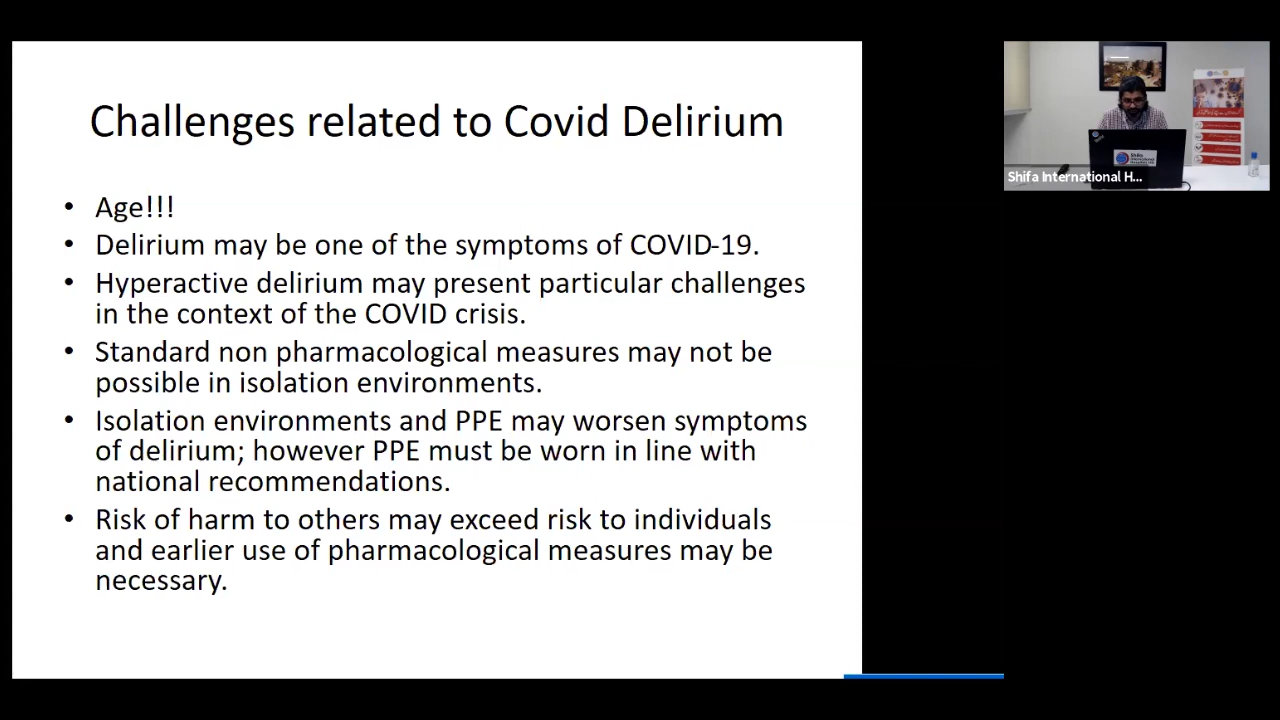 Challenges related to Covid Delirium
• Age!!!
• Delirium may be one of the symptoms of COVID-19.
• Hyperactive delirium may present particular challenges
in the context of the COVID crisis.
• Standard non pharmacological measures may not be
possible in isolation environments.
• Isolation environments and PPE may worsen symptoms
of delirium; however PPE must be worn in line with
national recommendations.
• Risk of harm to others may exceed risk to individuals
and earlier use of pharmacological measures may be
necessary.
Shifa
International
Shifa International H...